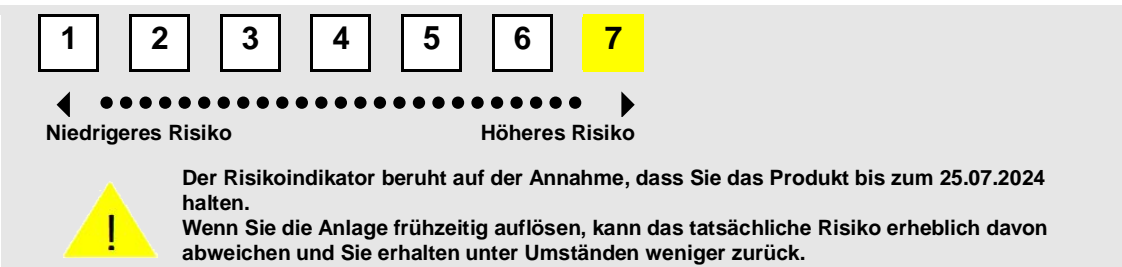 1 2 3 4 5 6 7
Niedrigeres Risiko Höheres Risiko
Der Risikoindikator beruht auf der Annahme, dass Sie das Produkt bis zum 25.07.2024
halten.
Wenn Sie die Anlage frühzeitig auflösen, kann das tatsächliche Risiko erheblich davon
abweichen und Sie erhalten unter Umständen weniger zurück.
!